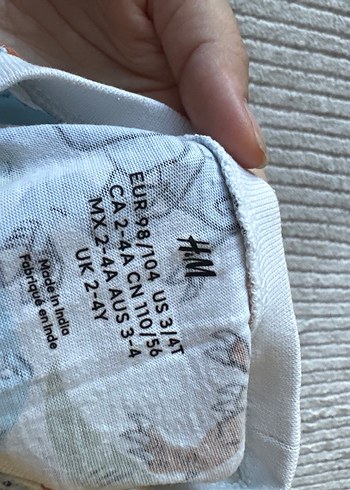 H&M
EUR 98/104 US 3/4T
CA 2-4A CN 110/56
MX 2-4A AUS 3-4
UK 2-4Y
Made in India
Fabriqué en Inde